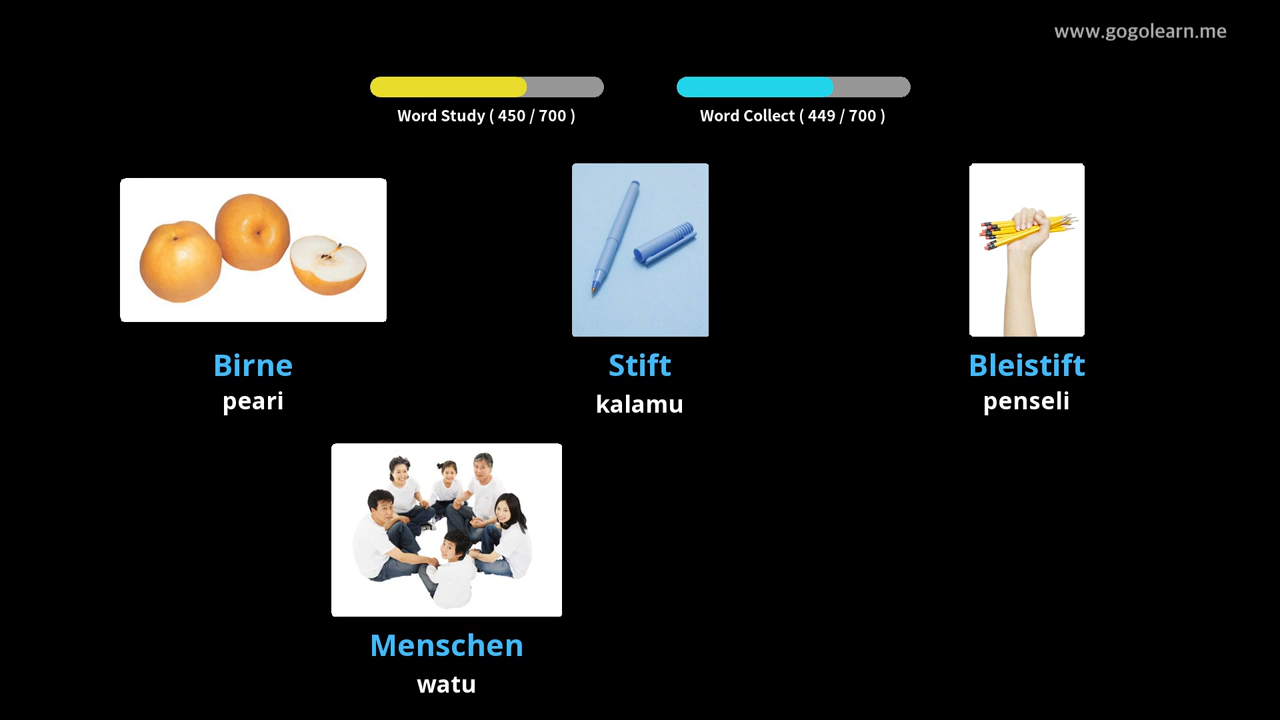 www.gogolearn.me
Word Study ( 450 / 700 )
Word Collect ( 449 / 700 )
Birne
peari
Stift
kalamu
Bleistift
penseli
Menschen
watu